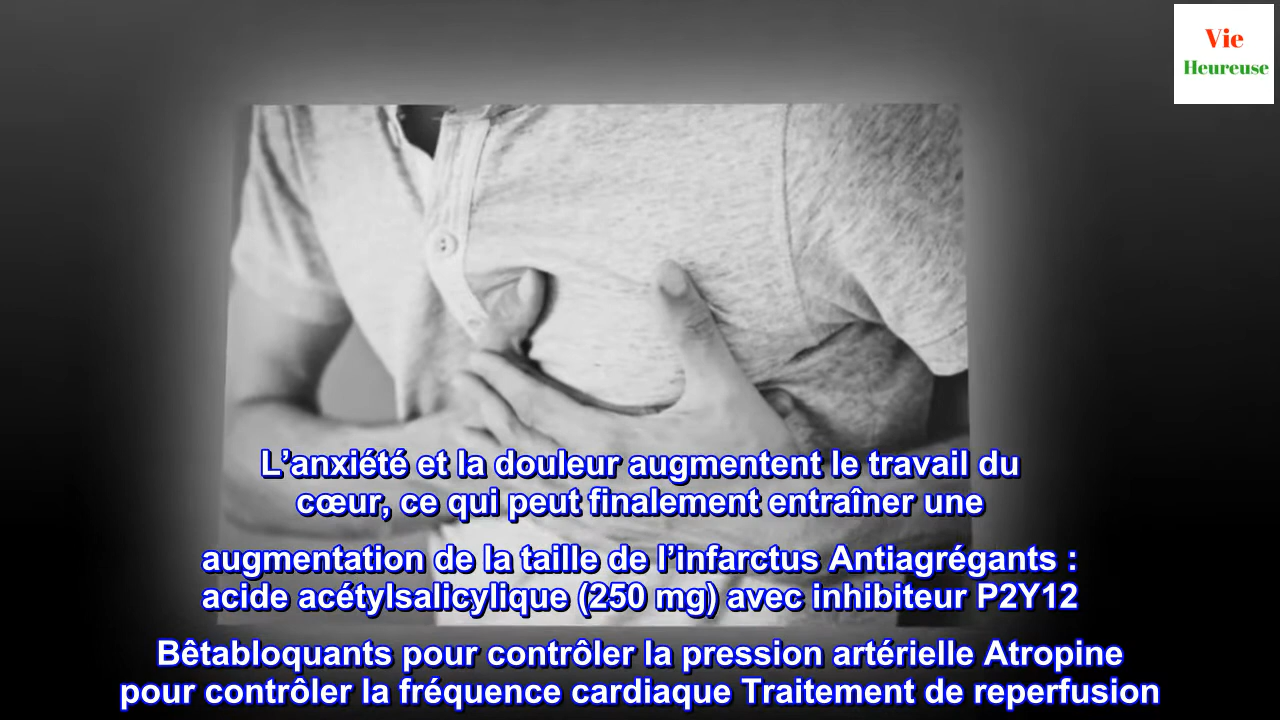 Vie
Heureuse
L’anxiété et la douleur augmentent le travail du
cœur, ce qui peut finalement entraîner une
augmentation de la taille de l’infarctus Antiagrégants :
acide acétylsalicylique (250 mg) avec inhibiteur P2Y12
Bêtabloquants pour contrôler la pression artérielle Atropine
pour contrôler la fréquence cardiaque Traitement de reperfusion